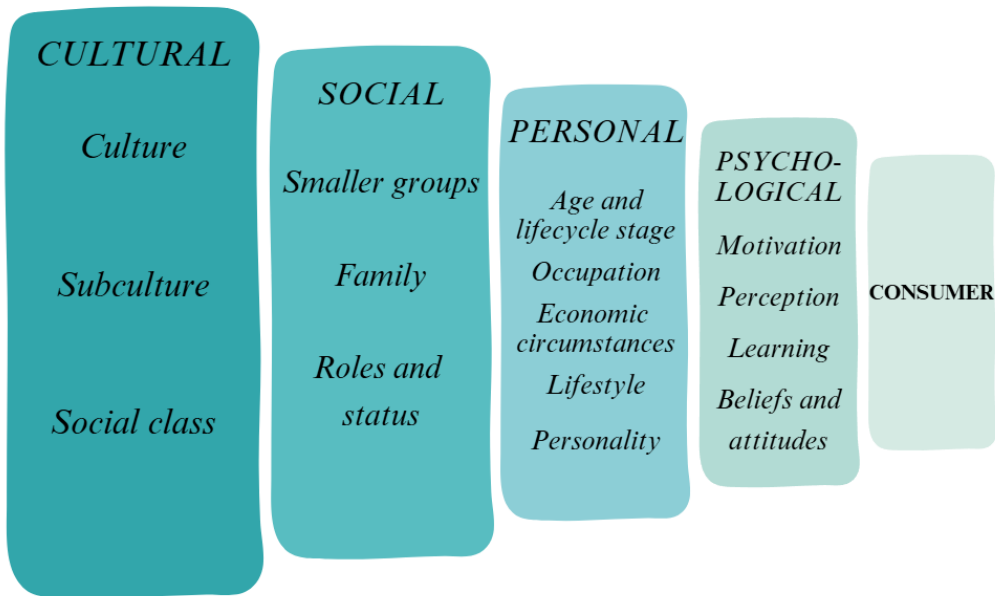 CULTURAL
Culture
Subculture
Social class
SOCIAL
Smaller groups
Family
Roles and
status
PERSONAL
Age and
lifecycle stage
Occupation
Economic
circumstances
Lifestyle
Personality
PSYCHO-
LOGICAL
Motivation
Perception
Learning
Beliefs and
attitudes
CONSUMER